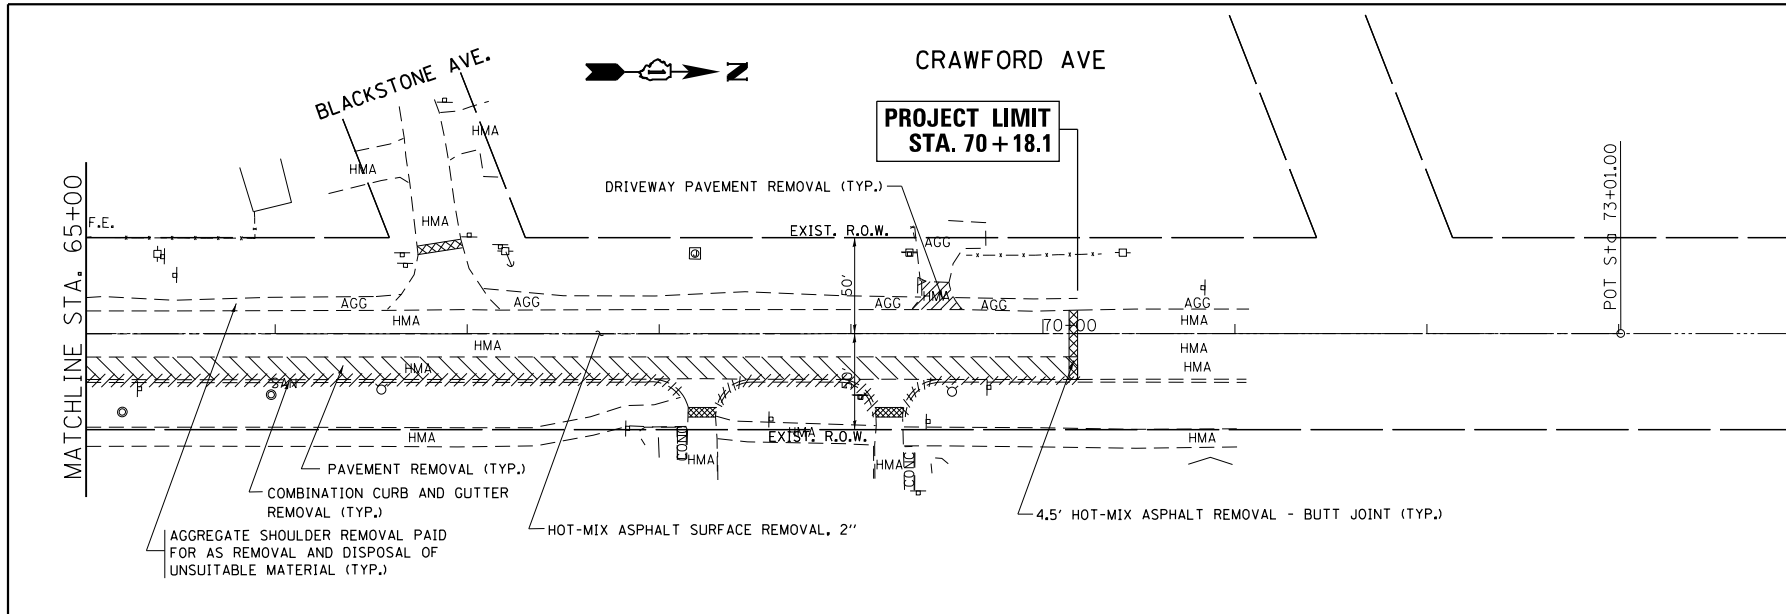 CRAWFORD AVE
BLACKSTONE AVE.
N
PROJECT LIMIT
STA. 70+18.1
DRIVEWAY PAVEMENT REMOVAL (TYP.)
MATCHLINE STA. 65+00
POT Sta 73+01.00
F.E.
HMA
HMA
HMA
EXIST. R.O.W.
AGG
50'
AGG
AGG
AGG
HMA
AGG
AGG
HMA
70+00
HMA
HMA
HMA
HMA
HMA
SAN
50'
HMA
EXIST. R.O.W.
HMA
HMA
CONC
HMA
HMA
CONC
PAVEMENT REMOVAL (TYP.)
COMBINATION CURB AND GUTTER
REMOVAL (TYP.)
AGGREGATE SHOULDER REMOVAL PAID
FOR AS REMOVAL AND DISPOSAL OF
UNSUITABLE MATERIAL (TYP.)
HOT-MIX ASPHALT SURFACE REMOVAL, 2''
4.5' HOT-MIX ASPHALT REMOVAL - BUTT JOINT (TYP.)